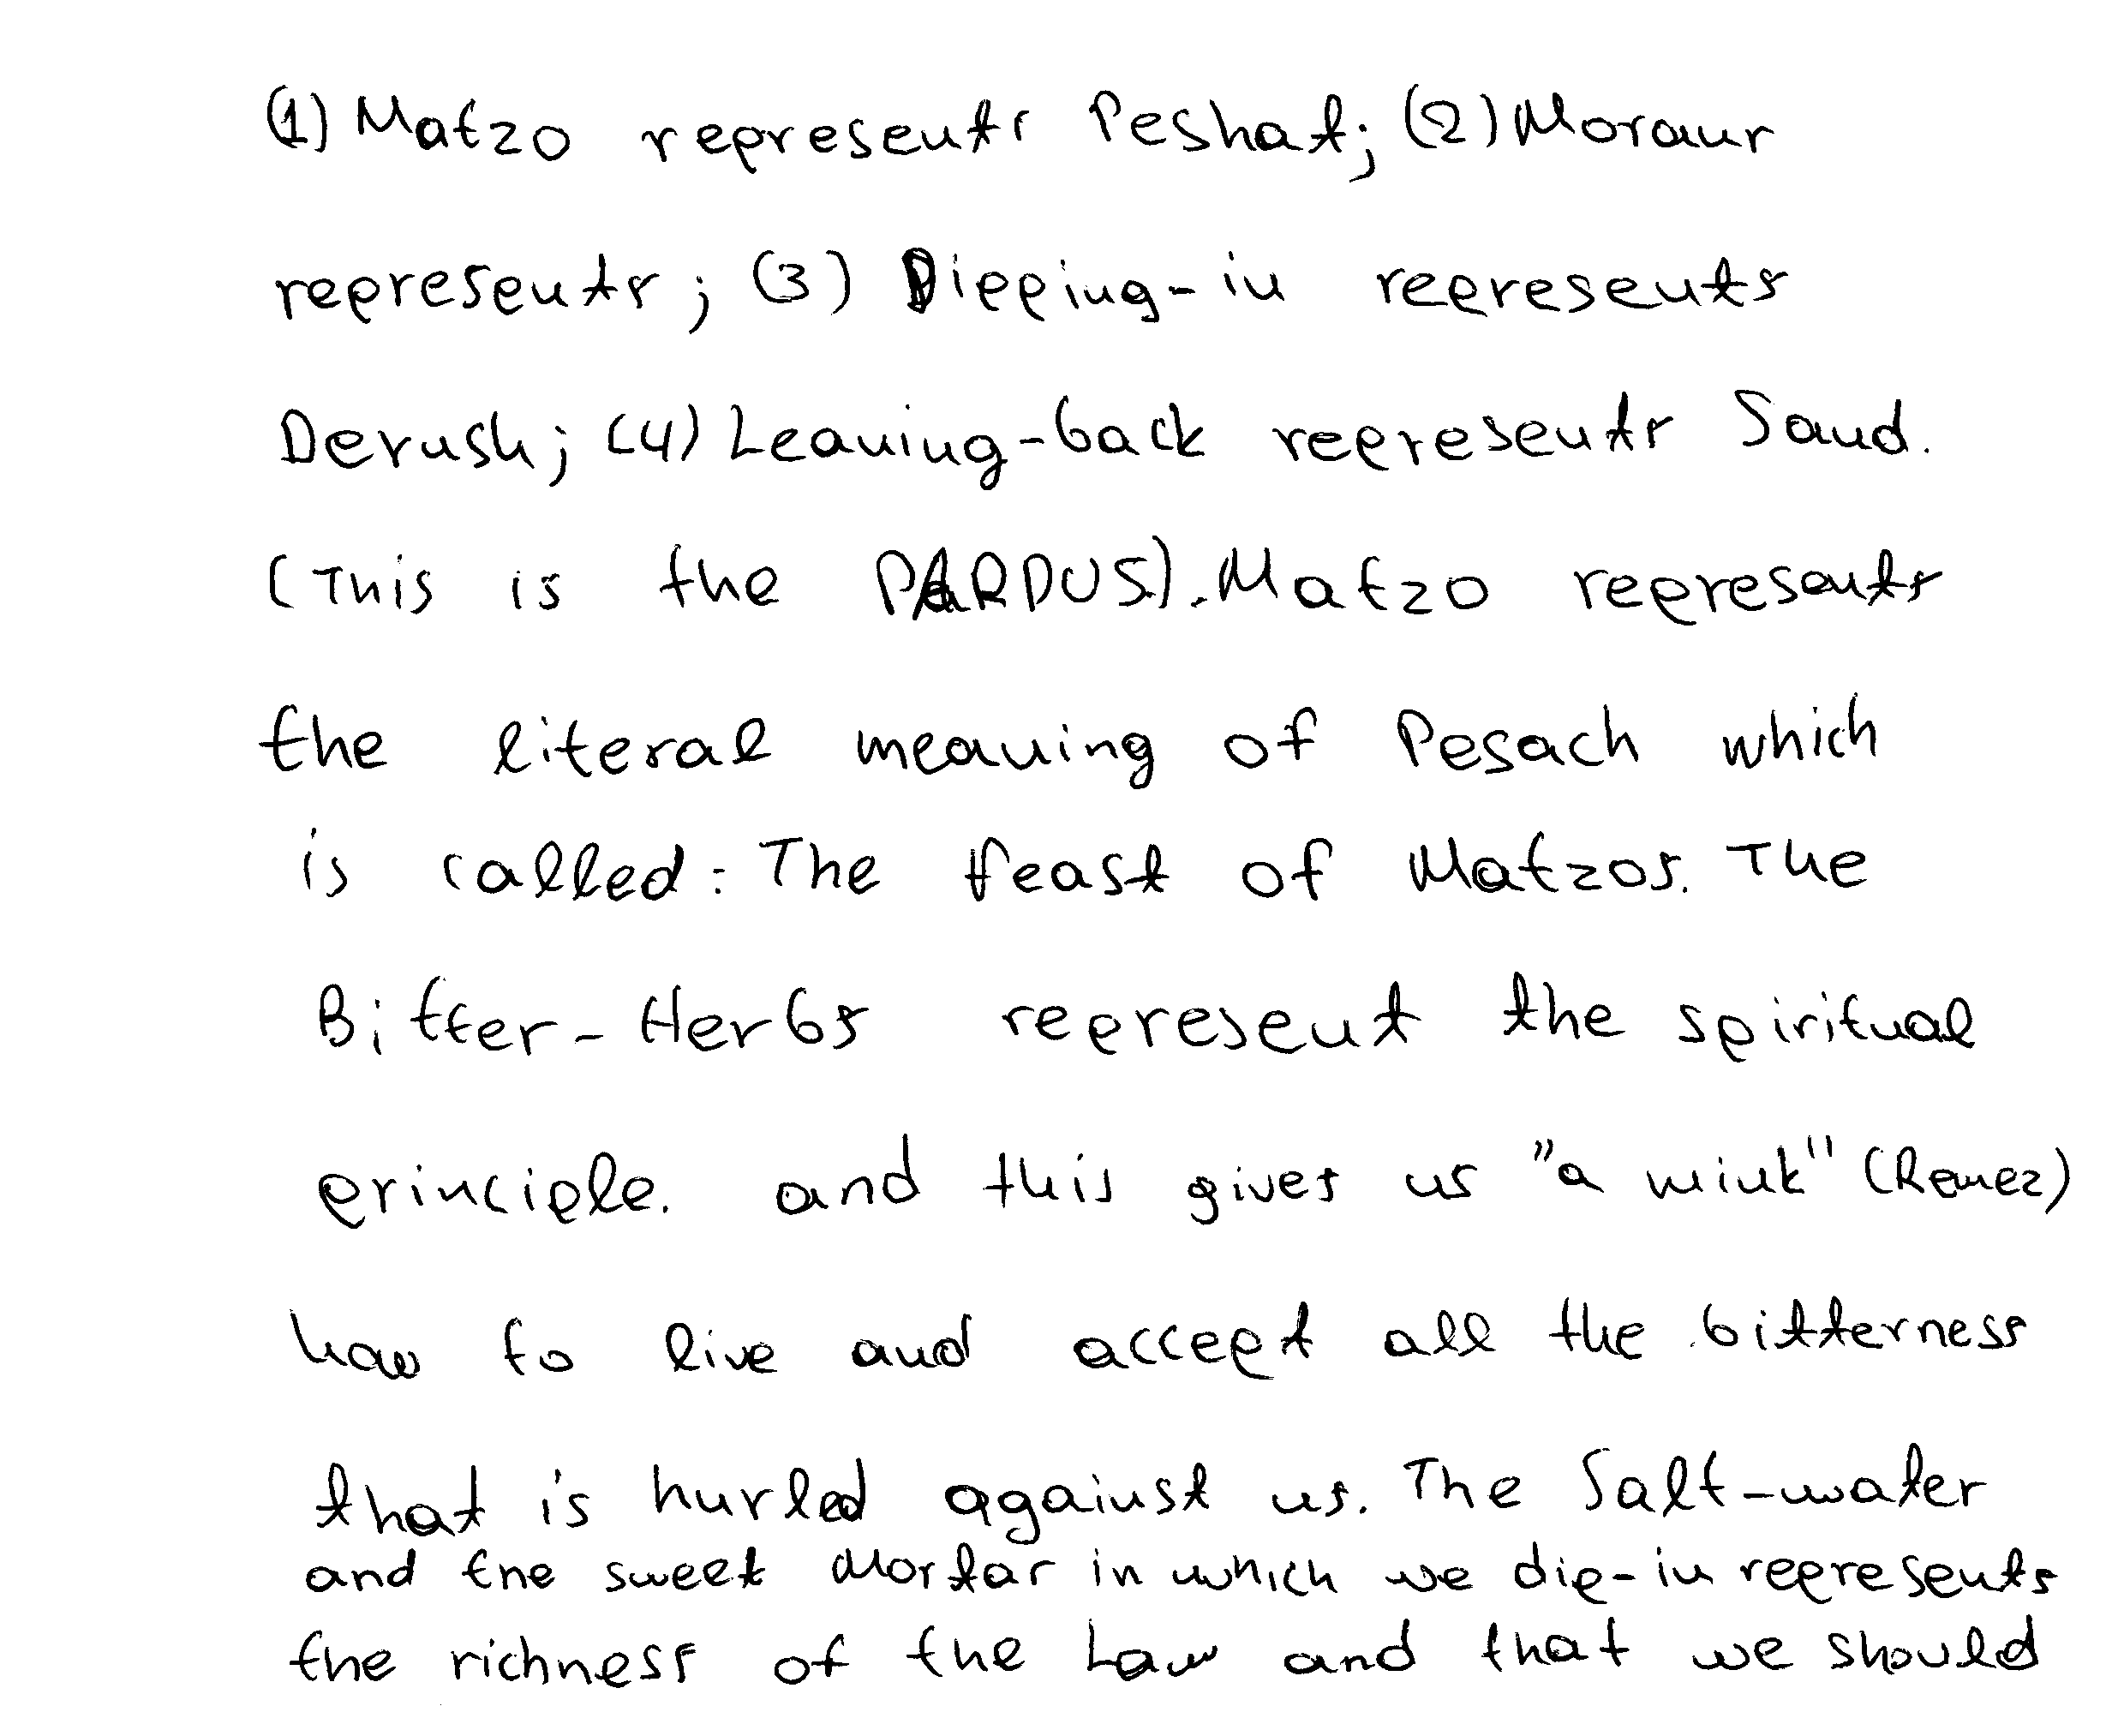 (1) Matzo represents Peshat; (2) Moraur
represents; (3) Dipping-in represents
Derush; (4) Leaning-back represents Saud.
(This is the PARDUS). Matzo represents
the literal meaning of Pesach which
is called: The feast of Matzos. The
Bitter-Herbs represent the spiritual
principle. and this gives us "a wink" (Remez)
how to live and accept all the bitterness
that is hurled against us. The Salt-water
and the sweet Mortar in which we dip-in represents
the richness of the Law and that we should